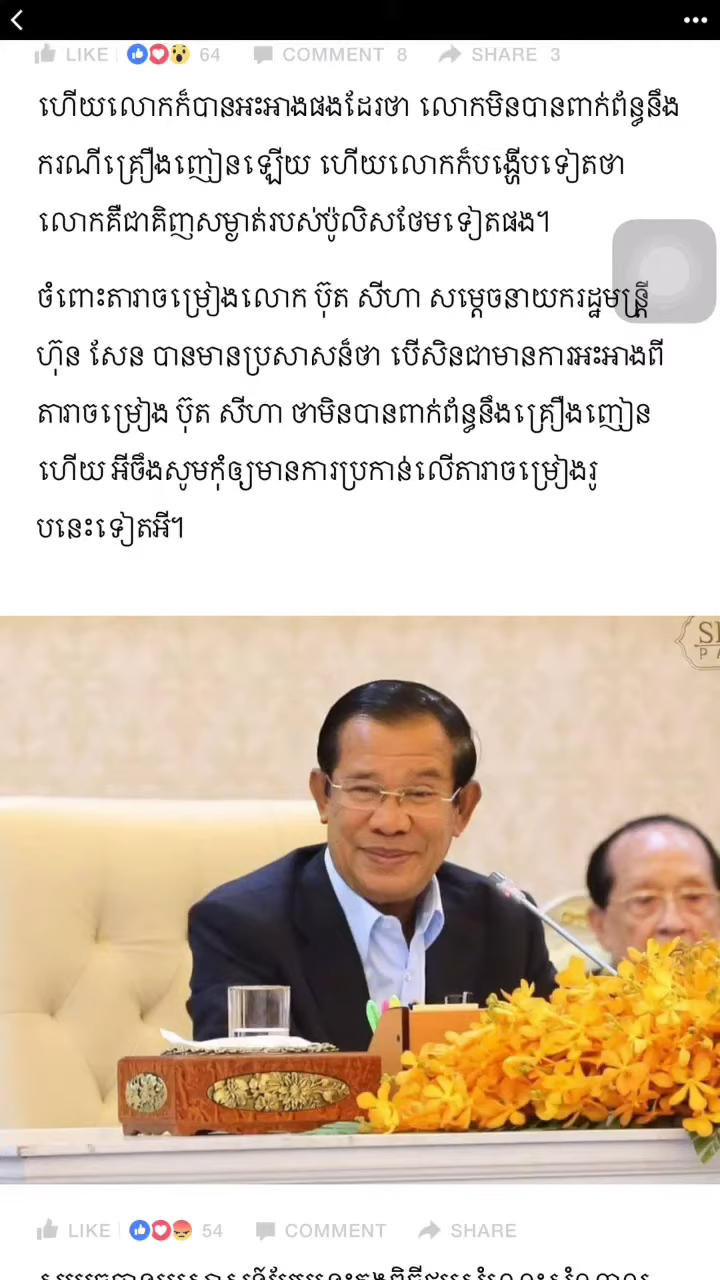 LIKE 64 COMMENT 8 SHARE 3
ហើយលោកក៏បានអះអាងផងដែរថា លោកមិនបានពាក់ព័ន្ធនឹង
ករណីគ្រឿងញៀនឡើយ ហើយលោកក៏បង្ហើបទៀតថា
លោកគឺជាគិញសម្ងាត់របស់ប៉ូលិសថែមទៀតផង។
ចំពោះតារាចម្រៀងលោក ប៊ុត សីហា សម្តេចនាយករដ្ឋមន្ត្រី
ហ៊ុន សែន បានមានប្រសាសន៏ថា បើសិនជាមានការអះអាងពី
តារាចម្រៀង ប៊ុត សីហា ថាមិនបានពាក់ព័ន្ធនឹងគ្រឿងញៀន
ហើយ អីចឹងសូមកុំឲ្យមានការប្រកាន់លើតារាចម្រៀងរូ
បនេះទៀតអី។
LIKE 54 COMMENT SHARE